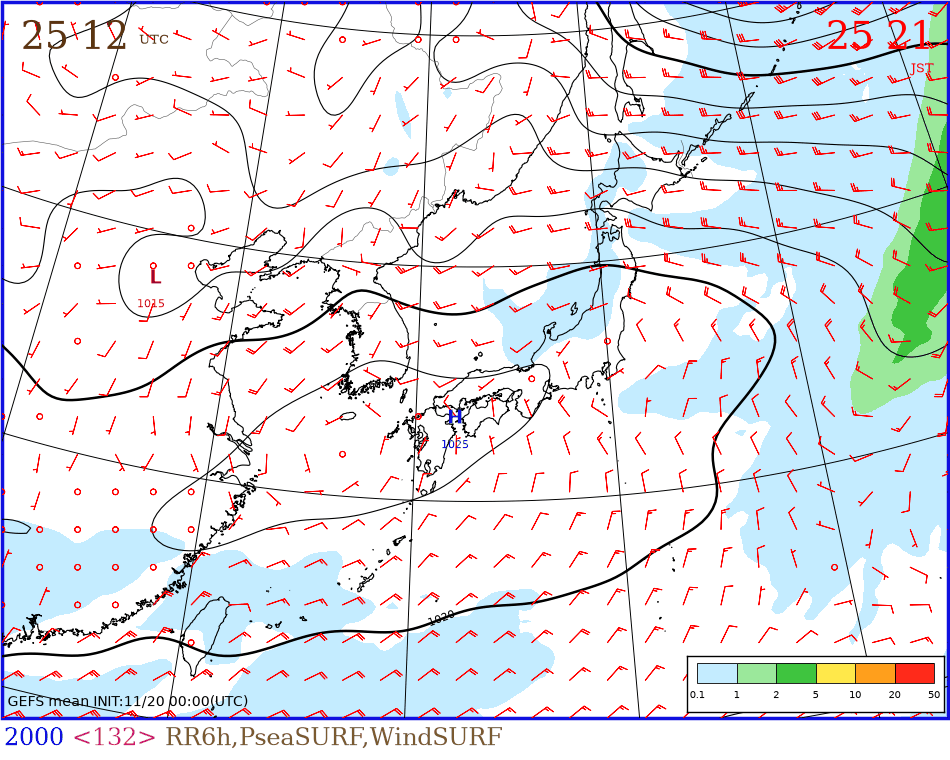 25 12 UTC 25 21
JST
L
1015
H
1025
1020
GEFS mean INIT:11/20 00:00(UTC)
0.1 1 2 5 10 20 50
2000 <132> RR6h,PseaSURF,WindSURF